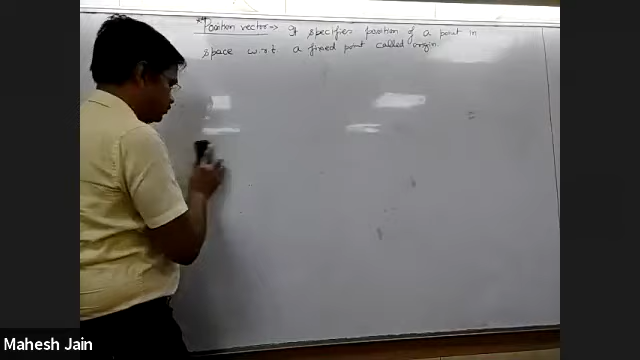 ** Position vector → It specifies position of a point in
space w.r.t a fixed point called origin
Mahesh Jain